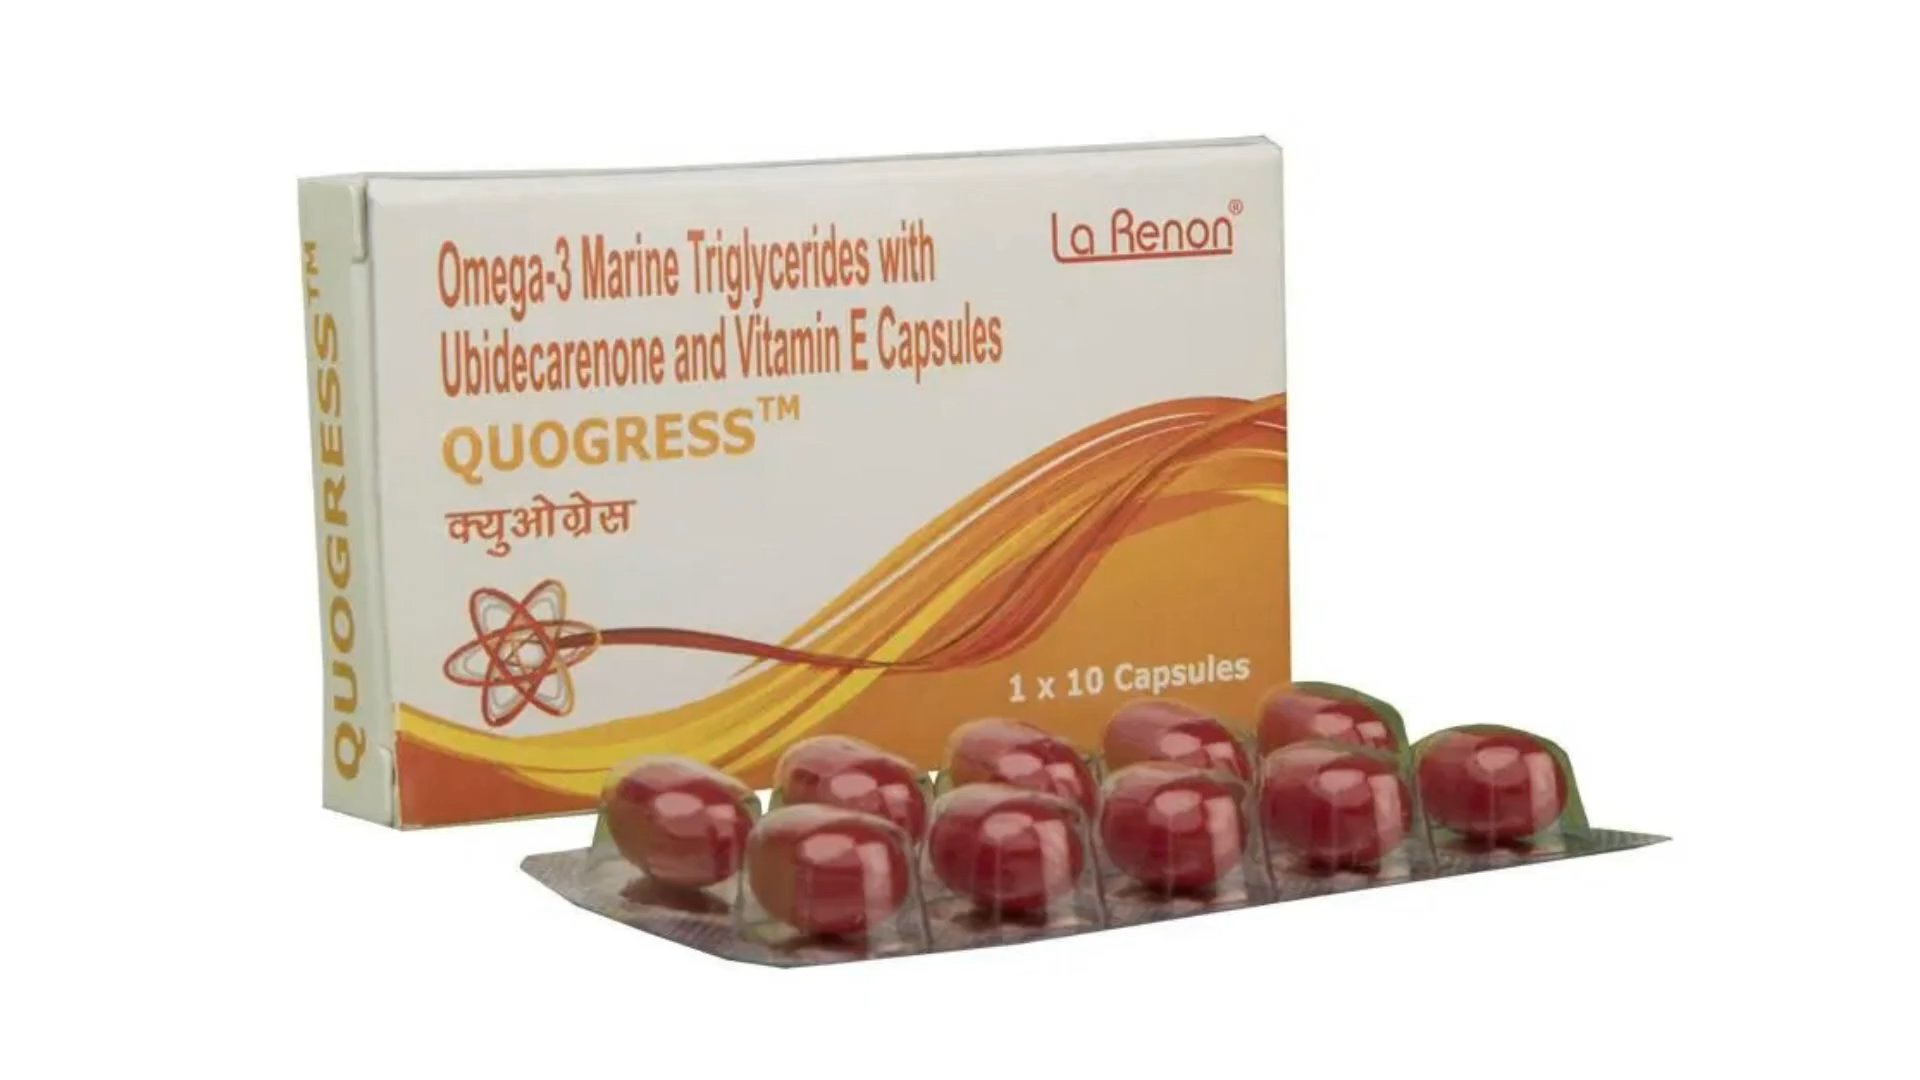 La Renon®
Omega-3 Marine Triglycerides with
Ubidecarenone and Vitamin E Capsules
QUOGRESS™
क्युओग्रेस
1 x 10 Capsules
QUOGRESS™